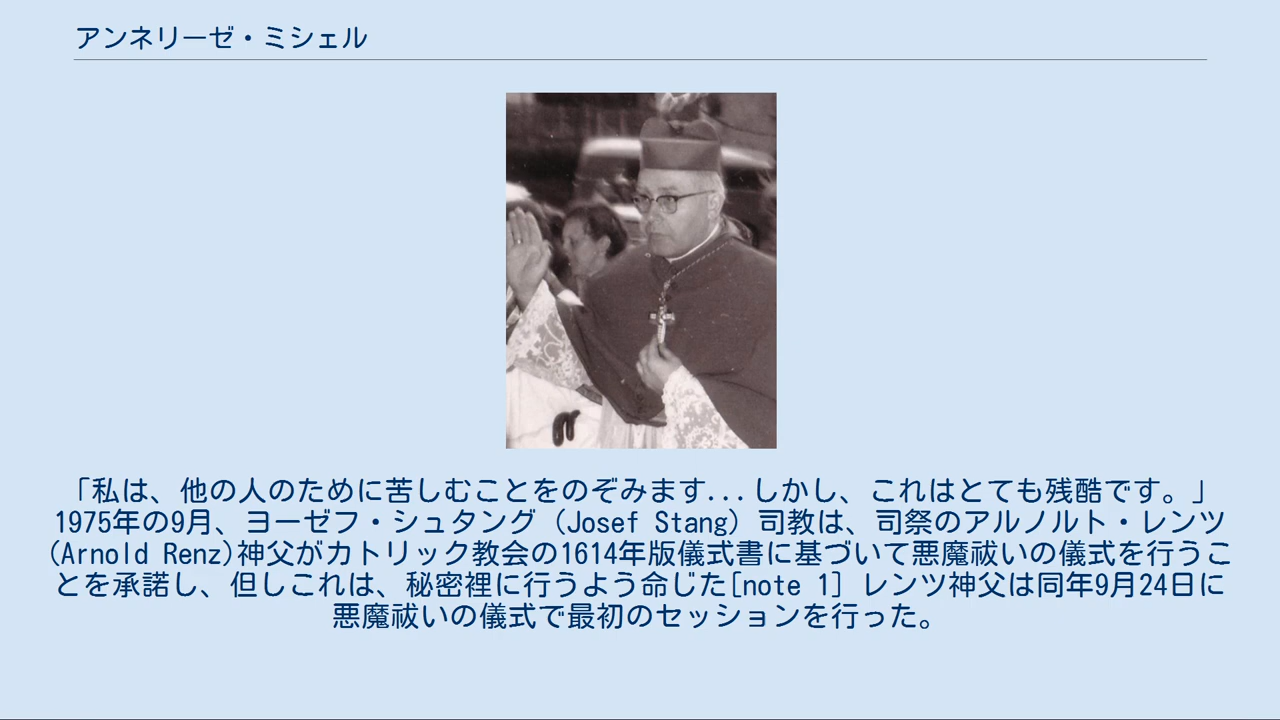 アンネリーゼ・ミシェル
「私は、他の人のために苦しむことをのぞみます...しかし、これはとても残酷です。」
1975年の9月、ヨーゼフ・シュタング (Josef Stang) 司教は、司祭のアルノルト・レンツ
(Arnold Renz)神父がカトリック教会の1614年版儀式書に基づいて悪魔祓いの儀式を行うこ
とを承諾し、但しこれは、秘密裡に行うよう命じた[note 1] レンツ神父は同年9月24日に
悪魔祓いの儀式で最初のセッションを行った。